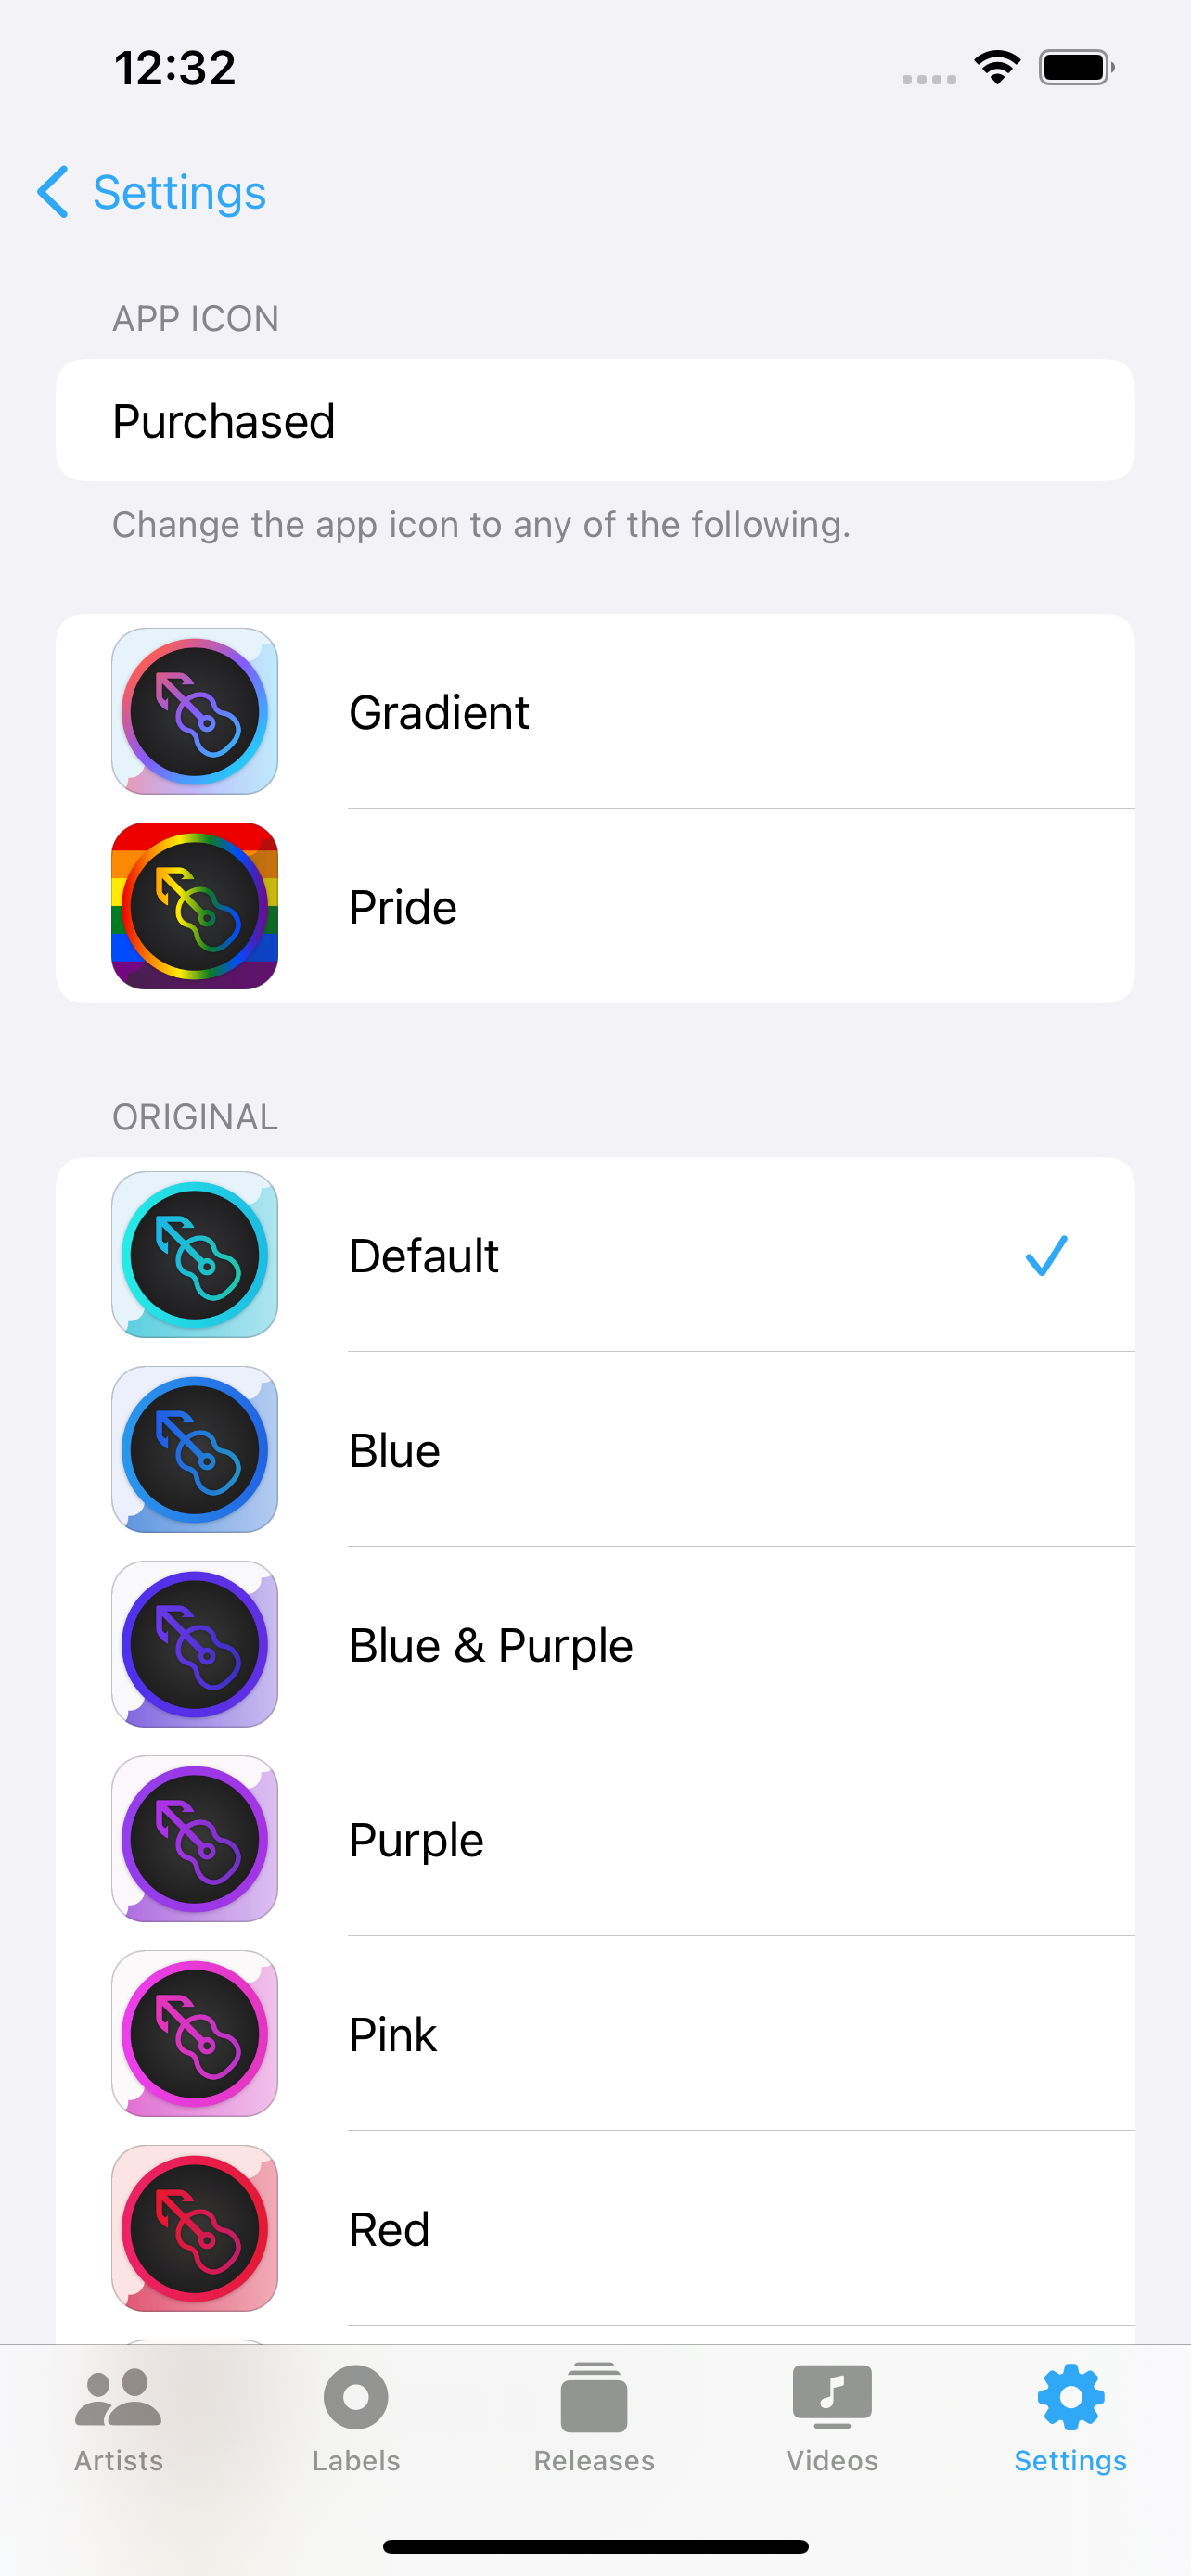 12:32
Settings
APP ICON
Purchased
Change the app icon to any of the following.
Gradient
Pride
ORIGINAL
Default
Blue
Blue & Purple
Purple
Pink
Red
Artists
Labels
Releases
Videos
Settings